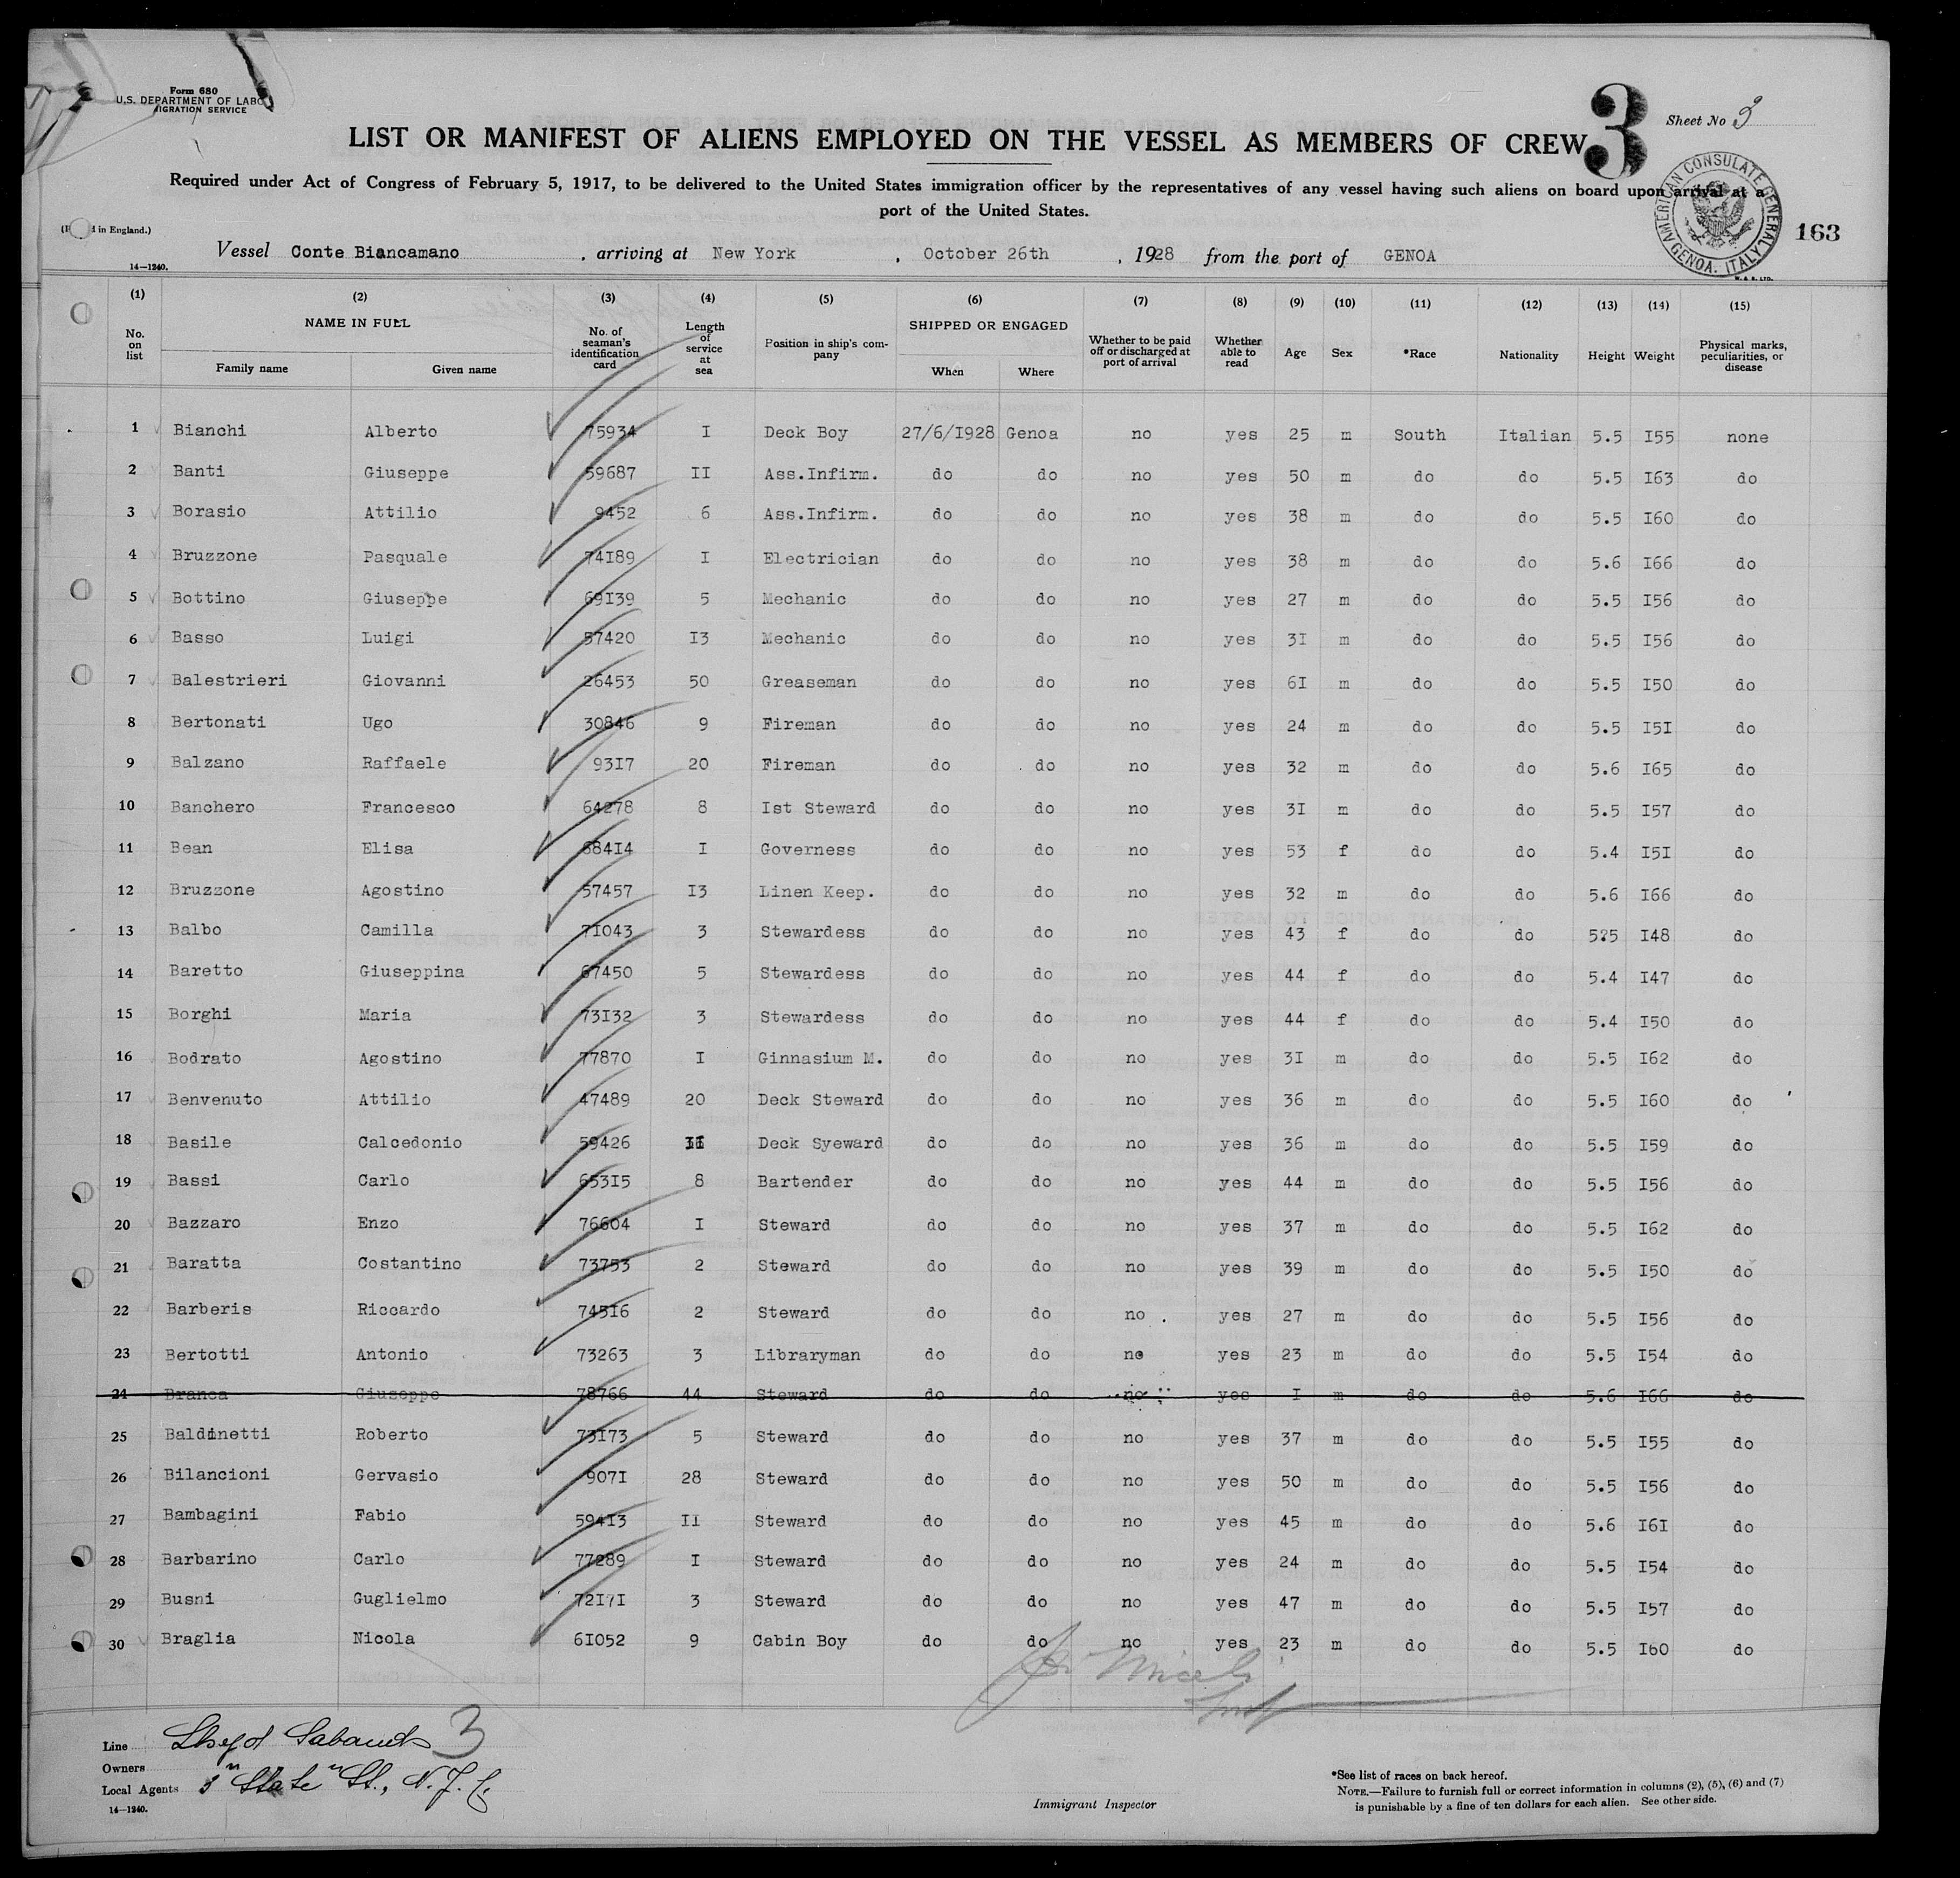 Form 680
U.S. DEPARTMENT OF LABO
MIGRATION SERVICE
LIST OR MANIFEST OF ALIENS EMPLOYED ON THE VESSEL AS MEMBERS OF CREW
3
Sheet No 3
Required under Act of Congress of February 5, 1917, to be delivered to the United States immigration officer by the representatives of any vessel having such aliens on board upon arrival at a
port of the United States.
AMERICAN CONSULATE GENERAL
GENOA. ITALY
163
in England.)
14—1240.
Vessel Conte Biancamano , arriving at New York , October 26th , 1928 from the port of GENOA
W. & S. LTD.
(1) (2) (3) (4) (5) (6) (7) (8) (9) (10) (11) (12) (13) (14) (15)
No. on list NAME IN FULL Family name Given name No. of seaman's identification card Length of service at sea Position in ship's company SHIPPED OR ENGAGED When Where Whether to be paid off or discharged at port of arrival Whether able to read Age Sex *Race Nationality Height Weight Physical marks, peculiarities, or disease
1 Bianchi Alberto 75934 I Deck Boy 27/6/I928 Genoa no yes 25 m South Italian 5.5 I55 none
2 Banti Giuseppe 59687 II Ass.Infirm. do do no yes 50 m do do 5.5 I63 do
3 Borasio Attilio 9452 6 Ass.Infirm. do do no yes 38 m do do 5.5 I60 do
4 Bruzzone Pasquale 74I89 I Electrician do do no yes 38 m do do 5.6 I66 do
5 Bottino Giuseppe 69I39 5 Mechanic do do no yes 27 m do do 5.5 I56 do
6 Basso Luigi 57420 I3 Mechanic do do no yes 3I m do do 5.5 I56 do
7 Balestrieri Giovanni 26453 50 Greaseman do do no yes 6I m do do 5.5 I50 do
8 Bertonati Ugo 30846 9 Fireman do do no yes 24 m do do 5.5 I5I do
9 Balzano Raffaele 93I7 20 Fireman do do no yes 32 m do do 5.6 I65 do
10 Banchero Francesco 64278 8 Ist Steward do do no yes 3I m do do 5.5 I57 do
11 Bean Elisa 684I4 I Governess do do no yes 53 f do do 5.4 I5I do
12 Bruzzone Agostino 57457 I3 Linen Keep. do do no yes 32 m do do 5.6 I66 do
13 Balbo Camilla 7I043 3 Stewardess do do no yes 43 f do do 5?5 I48 do
14 Baretto Giuseppina 67450 5 Stewardess do do no yes 44 f do do 5.4 I47 do
15 Borghi Maria 73I32 3 Stewardess do do no yes 44 f do do 5.4 I50 do
16 Bodrato Agostino 77870 I Ginnasium M. do do no yes 3I m do do 5.5 I62 do
17 Benvenuto Attilio 47489 20 Deck Steward do do no yes 36 m do do 5.5 I60 do
18 Basile Calcedonio 59426 Deck Syeward do do no yes 36 m do do 5.5 I59 do
19 Bassi Carlo 653I5 8 Bartender do do no yes 44 m do do 5.5 I56 do
20 Bazzaro Enzo 76604 I Steward do do no yes 37 m do do 5.5 I62 do
21 Baratta Costantino 73753 2 Steward do do no yes 39 m do do 5.5 I50 do
22 Barberis Riccardo 745I6 2 Steward do do no yes 27 m do do 5.5 I56 do
23 Bertotti Antonio 73263 3 Libraryman do do no yes 23 m do do 5.5 I54 do
24 Branca Giuseppe 78766 44 Steward do do no yes I m do do 5.6 I66 do
25 Baldinetti Roberto 73I73 5 Steward do do no yes 37 m do do 5.5 I55 do
26 Bilancioni Gervasio 907I 28 Steward do do no yes 50 m do do 5.5 I56 do
27 Bambagini Fabio 594I3 II Steward do do no yes 45 m do do 5.6 I6I do
28 Barbarino Carlo 77289 I Steward do do no yes 24 m do do 5.5 I54 do
29 Busni Guglielmo 72I7I 3 Steward do do no yes 47 m do do 5.5 I57 do
30 Braglia Nicola 6I052 9 Cabin Boy do do no yes 23 m do do 5.5 I60 do
Line Lloyd Sabaudo 3
Owners
Local Agents 3 "State" St., N.Y.C.
14—1240.
Immigrant Inspector
*See list of races on back hereof.
NOTE.—Failure to furnish full or correct information in columns (2), (5), (6) and (7)
is punishable by a fine of ten dollars for each alien. See other side.